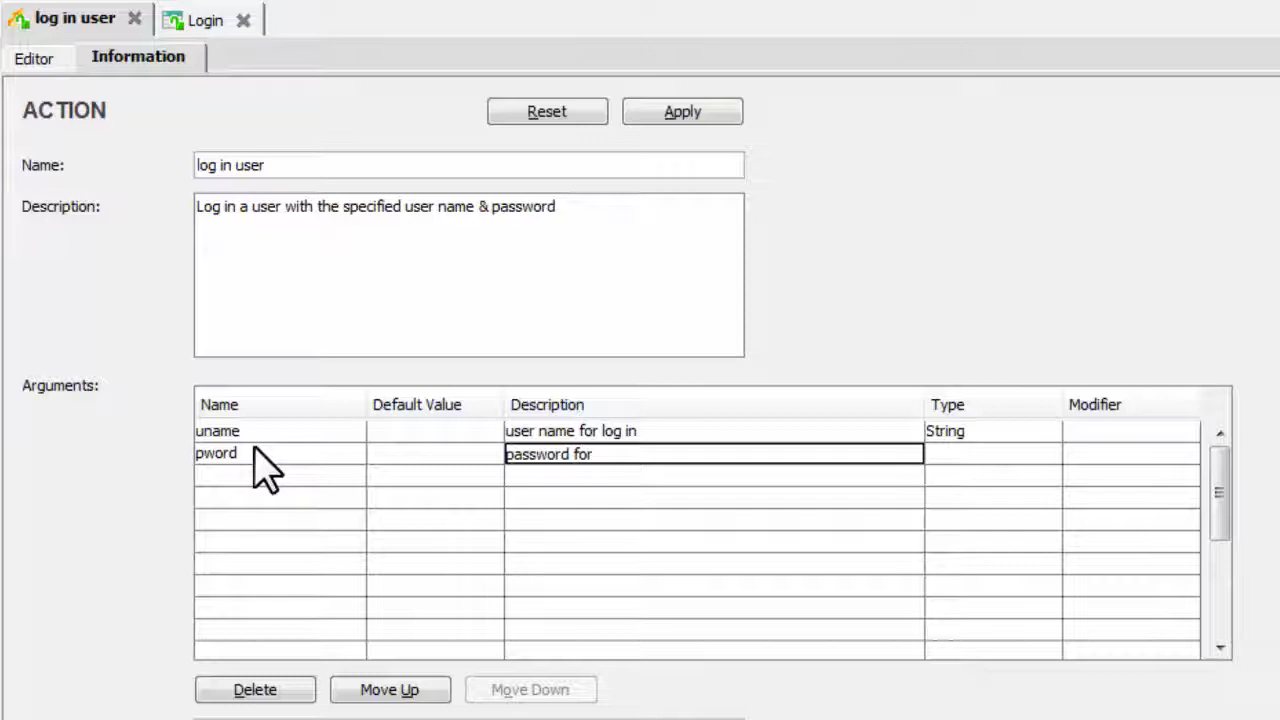 log in user Login
Editor Information
ACTION Reset Apply
Name: log in user
Description: Log in a user with the specified user name & password
Arguments:
Name Default Value Description Type Modifier
uname user name for log in String
pword password for
Delete Move Up Move Down